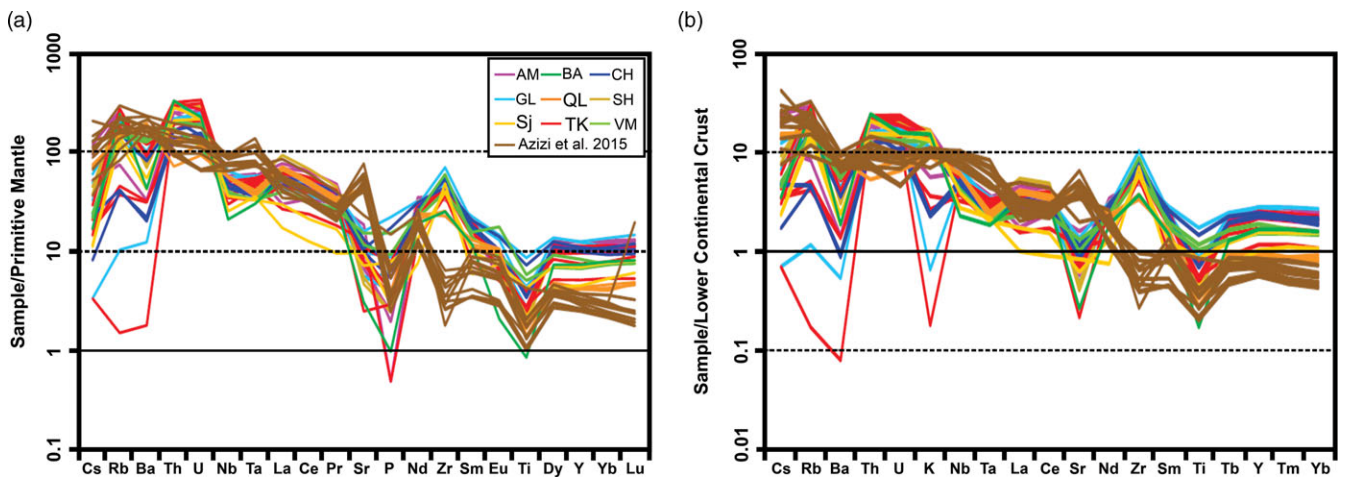 (a)
Sample/Primitive Mantle
1000
100
10
1
0.1
AM BA CH
GL QL SH
Sj TK VM
Azizi et al. 2015
Cs Rb Ba Th U Nb Ta La Ce Pr Sr P Nd Zr Sm Eu Ti Dy Y Yb Lu
(b)
Sample/Lower Continental Crust
100
10
1
0.1
0.01
Cs Rb Ba Th U K Nb Ta La Ce Sr Nd Zr Sm Ti Tb Y Tm Yb